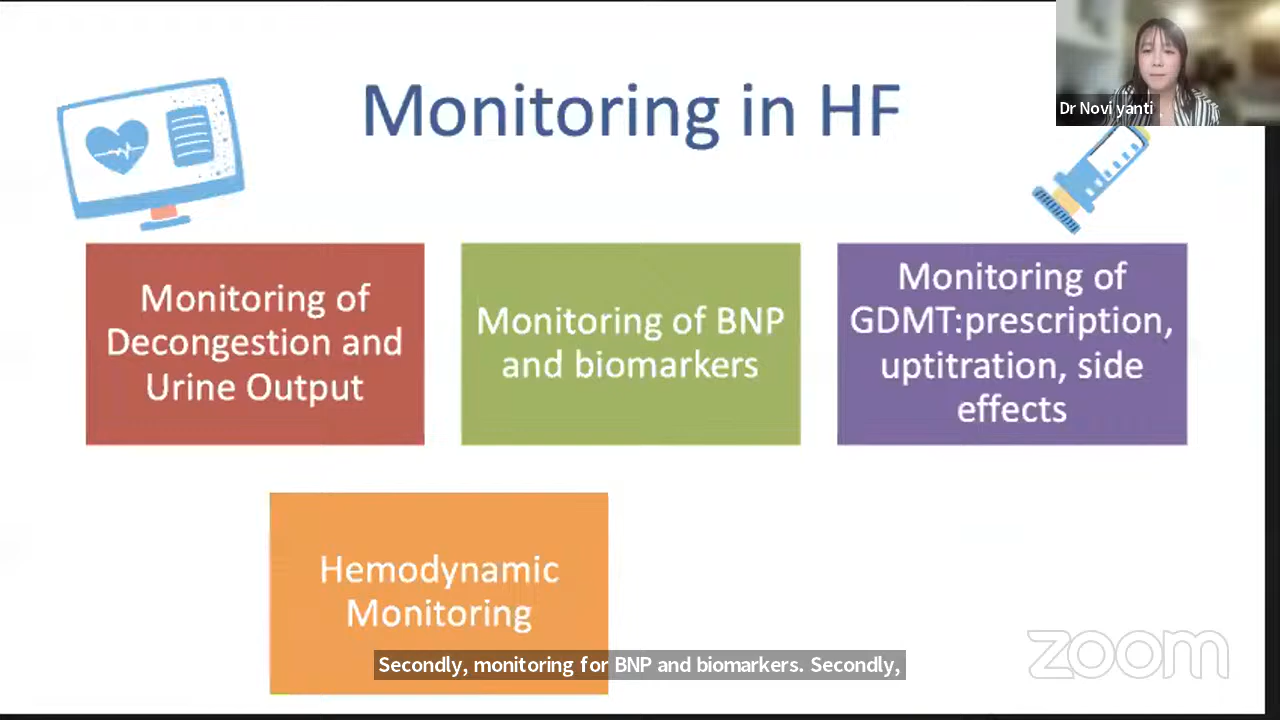 Monitoring in HF
Dr Novi yanti
Monitoring of
Decongestion and
Urine Output
Monitoring of BNP
and biomarkers
Monitoring of
GDMT:prescription,
uptitration, side
effects
Hemodynamic
Monitoring
Secondly, monitoring for BNP and biomarkers. Secondly,
zoom